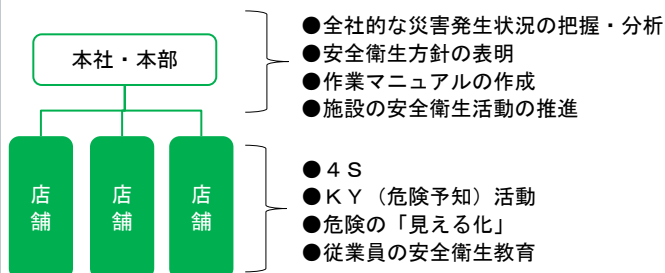 本社・本部
●全社的な災害発生状況の把握・分析
●安全衛生方針の表明
●作業マニュアルの作成
●施設の安全衛生活動の推進
店舗
店舗
店舗
●４Ｓ
●ＫＹ（危険予知）活動
●危険の「見える化」
●従業員の安全衛生教育